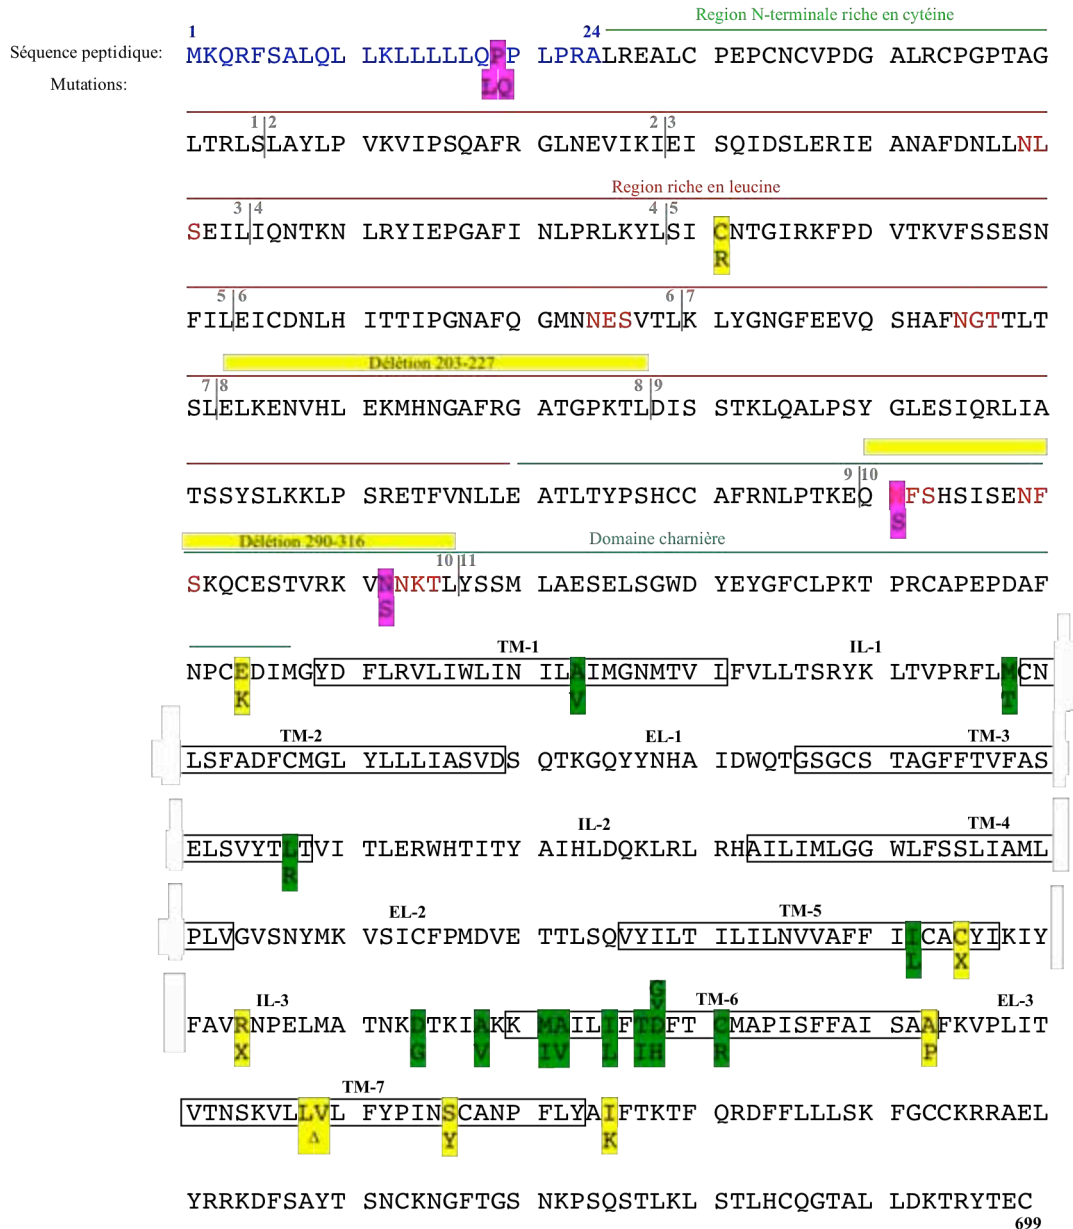 Region N-terminale riche en cytéine
1 24
Séquence peptidique: MKQRFSALQL LKLLLLLQPP LPRALREALC PEPCNCVPDG ALRCPGPTAG
Mutations: LQ
1 2 2 3
LTRLSLAYLP VKVIPSQAFR GLNEVIKIEI SQIDSLERIE ANAFDNLLNL
Region riche en leucine
3 4 4 5
SEILIQNTKN LRYIEPGAFI NLPRLKYLSI CNTGIRKFPD VTKVFSSESN
R
5 6 6 7
FILEICDNLH ITTIPGNAFQ GMNNESVTLK LYGNGFEEVQ SHAFNGTTLT
Délétion 203-227
7 8 8 9
SLELKENVHL EKMHNGAFRG ATGPKTLDIS STKLQALPSY GLESIQRLIA
9 10
TSSYSLKKLP SRETFVNLLE ATLTYPSHCC AFRNLPTKEQ NFSHSISENF
S
Délétion 290-316 Domaine charnière
10 11
SKQCESTVRK VNNKTLYSSM LAESELSGWD YEYGFCLPKT PRCAPEPDAF
S
TM-1 IL-1
NPCEDIMGYD FLRVLIWLIN ILAIMGNMTV LFVLLTSRYK LTVPRFLMCN
K V T
TM-2 EL-1 TM-3
LSFADFCMGL YLLLIASVDS QTKGQYYNHA IDWQTGSGCS TAGFFTVFAS
IL-2 TM-4
ELSVYTLTVI TLERWHTITY AIHLDQKLRL RHAILIMLGG WLFSSLIAML
R
EL-2 TM-5
PLVGVSNYMK VSICFPMDVE TTLSQVYILT ILILNVVAFF IICACYIKIY
L X
G
V
IL-3 TM-6 EL-3
FAVRNPELMA TNKDTKIAKK MAILIFTDFT CMAPISFFAI SAAFKVPLIT
X G V IV L IH R P
TM-7
VTNSKVLLVL FYPINSCANP FLYAIFTKTF QRDFFLLLSK FGCCKRRAEL
Δ Y K
YRRKDFSAYT SNCKNGFTGS NKPSQSTLKL STLHCQGTAL LDKTRYTEC
699